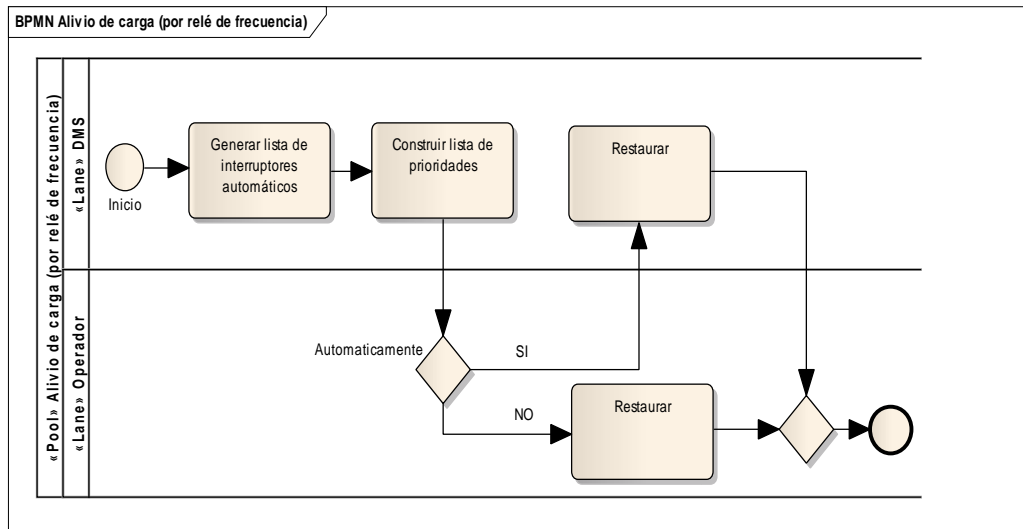 BPMN Alivio de carga (por relé de frecuencia)
«Pool» Alivio de carga (por relé de frecuencia)
«Lane» DMS
Inicio
Generar lista de
interruptores
automáticos
Construir lista de
prioridades
Restaurar
«Lane» Operador
Automaticamente
SI
NO
Restaurar